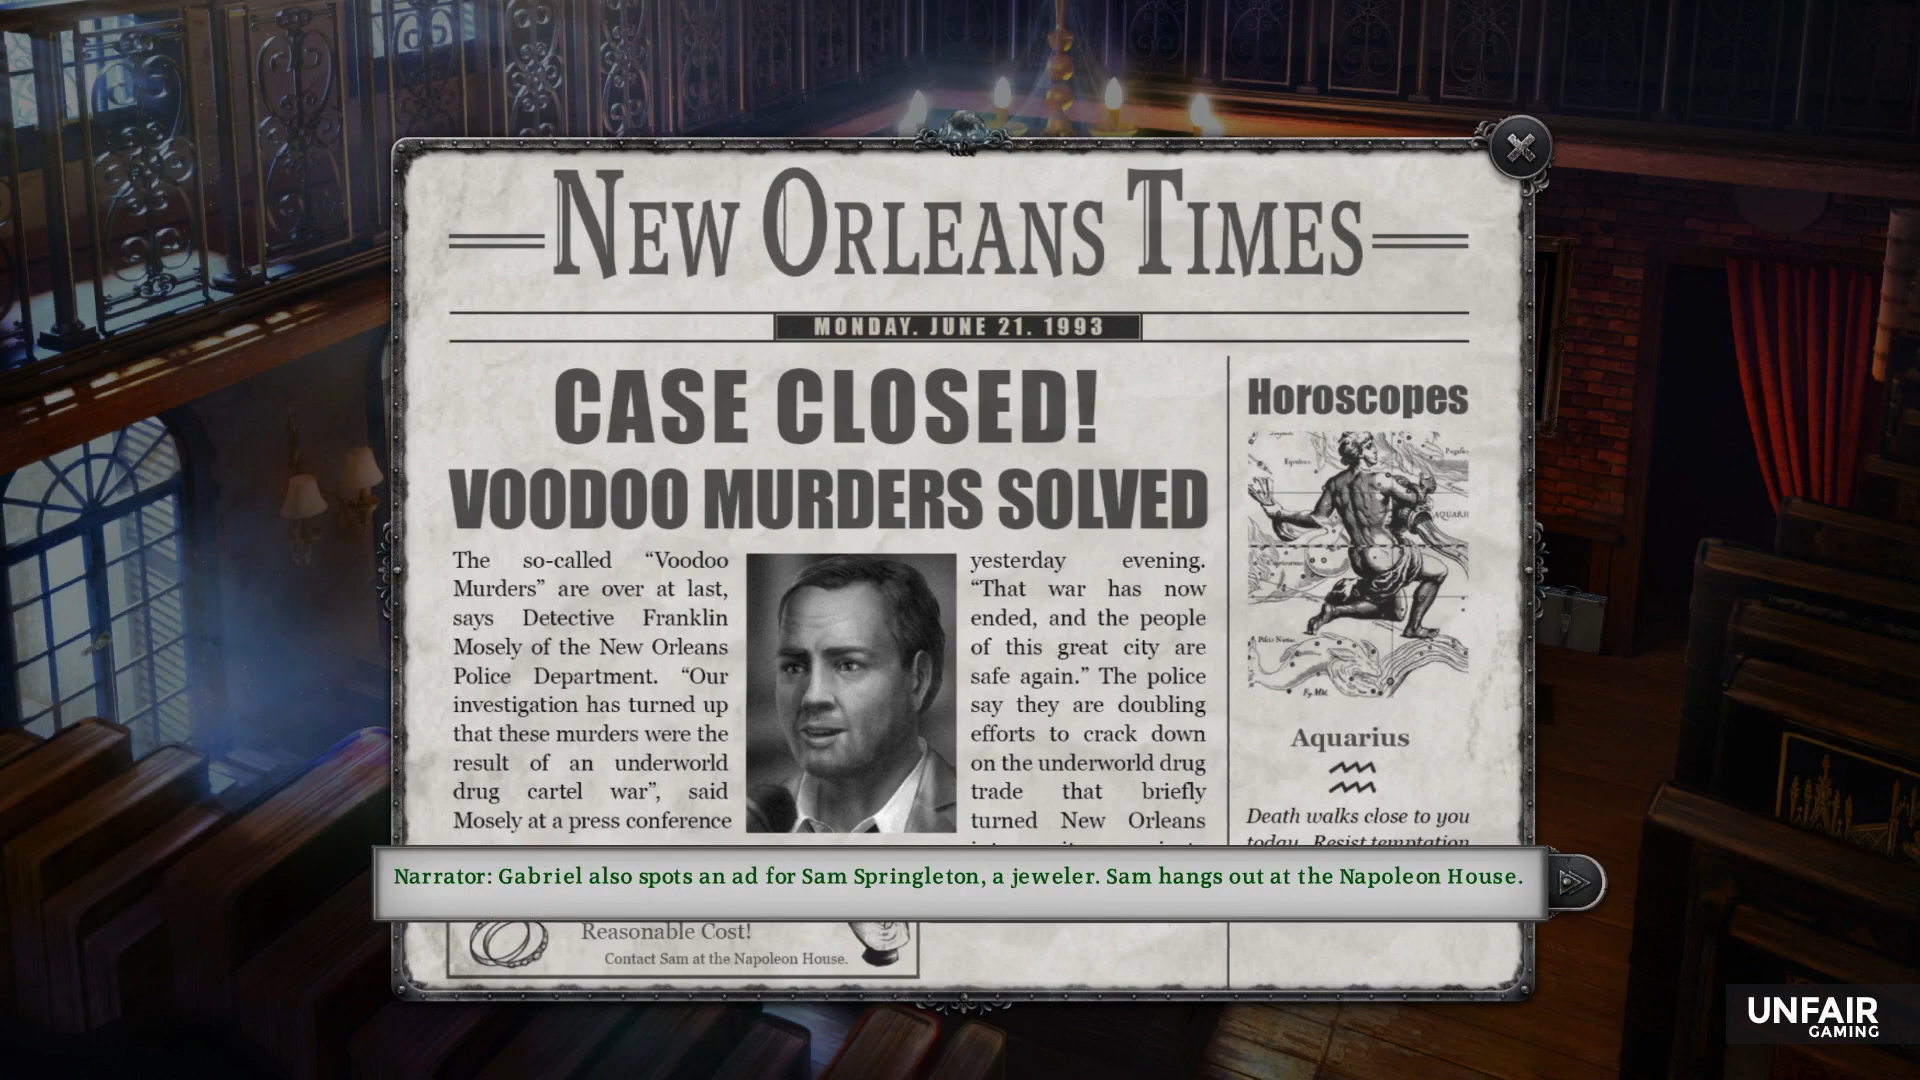 NEW ORLEANS TIMES
MONDAY. JUNE 21. 1993
CASE CLOSED!
VOODOO MURDERS SOLVED
The so-called “Voodoo
Murders” are over at last,
says Detective Franklin
Mosely of the New Orleans
Police Department. “Our
investigation has turned up
that these murders were the
result of an underworld
drug cartel war”, said
Mosely at a press conference
yesterday evening.
“That war has now
ended, and the people
of this great city are
safe again.” The police
say they are doubling
efforts to crack down
on the underworld drug
trade that briefly
turned New Orleans
Horoscopes
Aquarius
Death walks close to you
today. Resist temptation
Narrator: Gabriel also spots an ad for Sam Springleton, a jeweler. Sam hangs out at the Napoleon House.
Reasonable Cost!
Contact Sam at the Napoleon House.
UNFAIR
GAMING